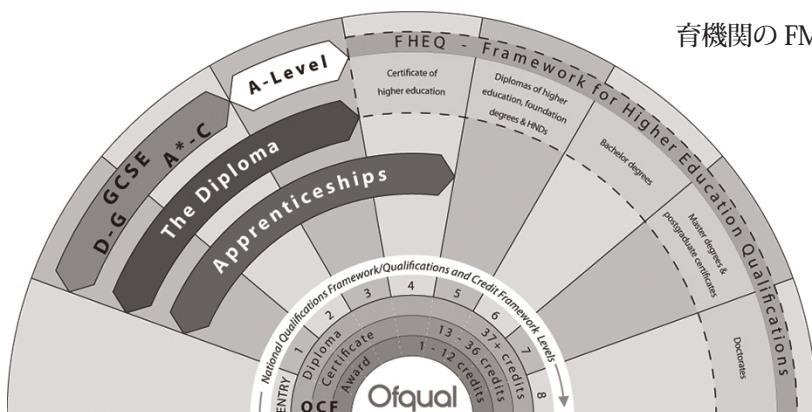 育機関の FM
FHEQ - Framework for Higher Education Qualifications
A-Level
Certificate of
higher education
Diplomas of higher
education, foundation
degrees & HNDs
Bachelor degrees
Master degrees &
postgraduate certificates
Doctorates
GCSE
D-G A*-C
The Diploma
Apprenticeships
National Qualifications Framework/Qualifications and Credit Framework Levels
ENTRY
1
2
3
4
5
6
7
8
Diploma
37+ credits
Certificate
13 - 36 credits
Award
1 - 12 credits
QCF
Ofqual